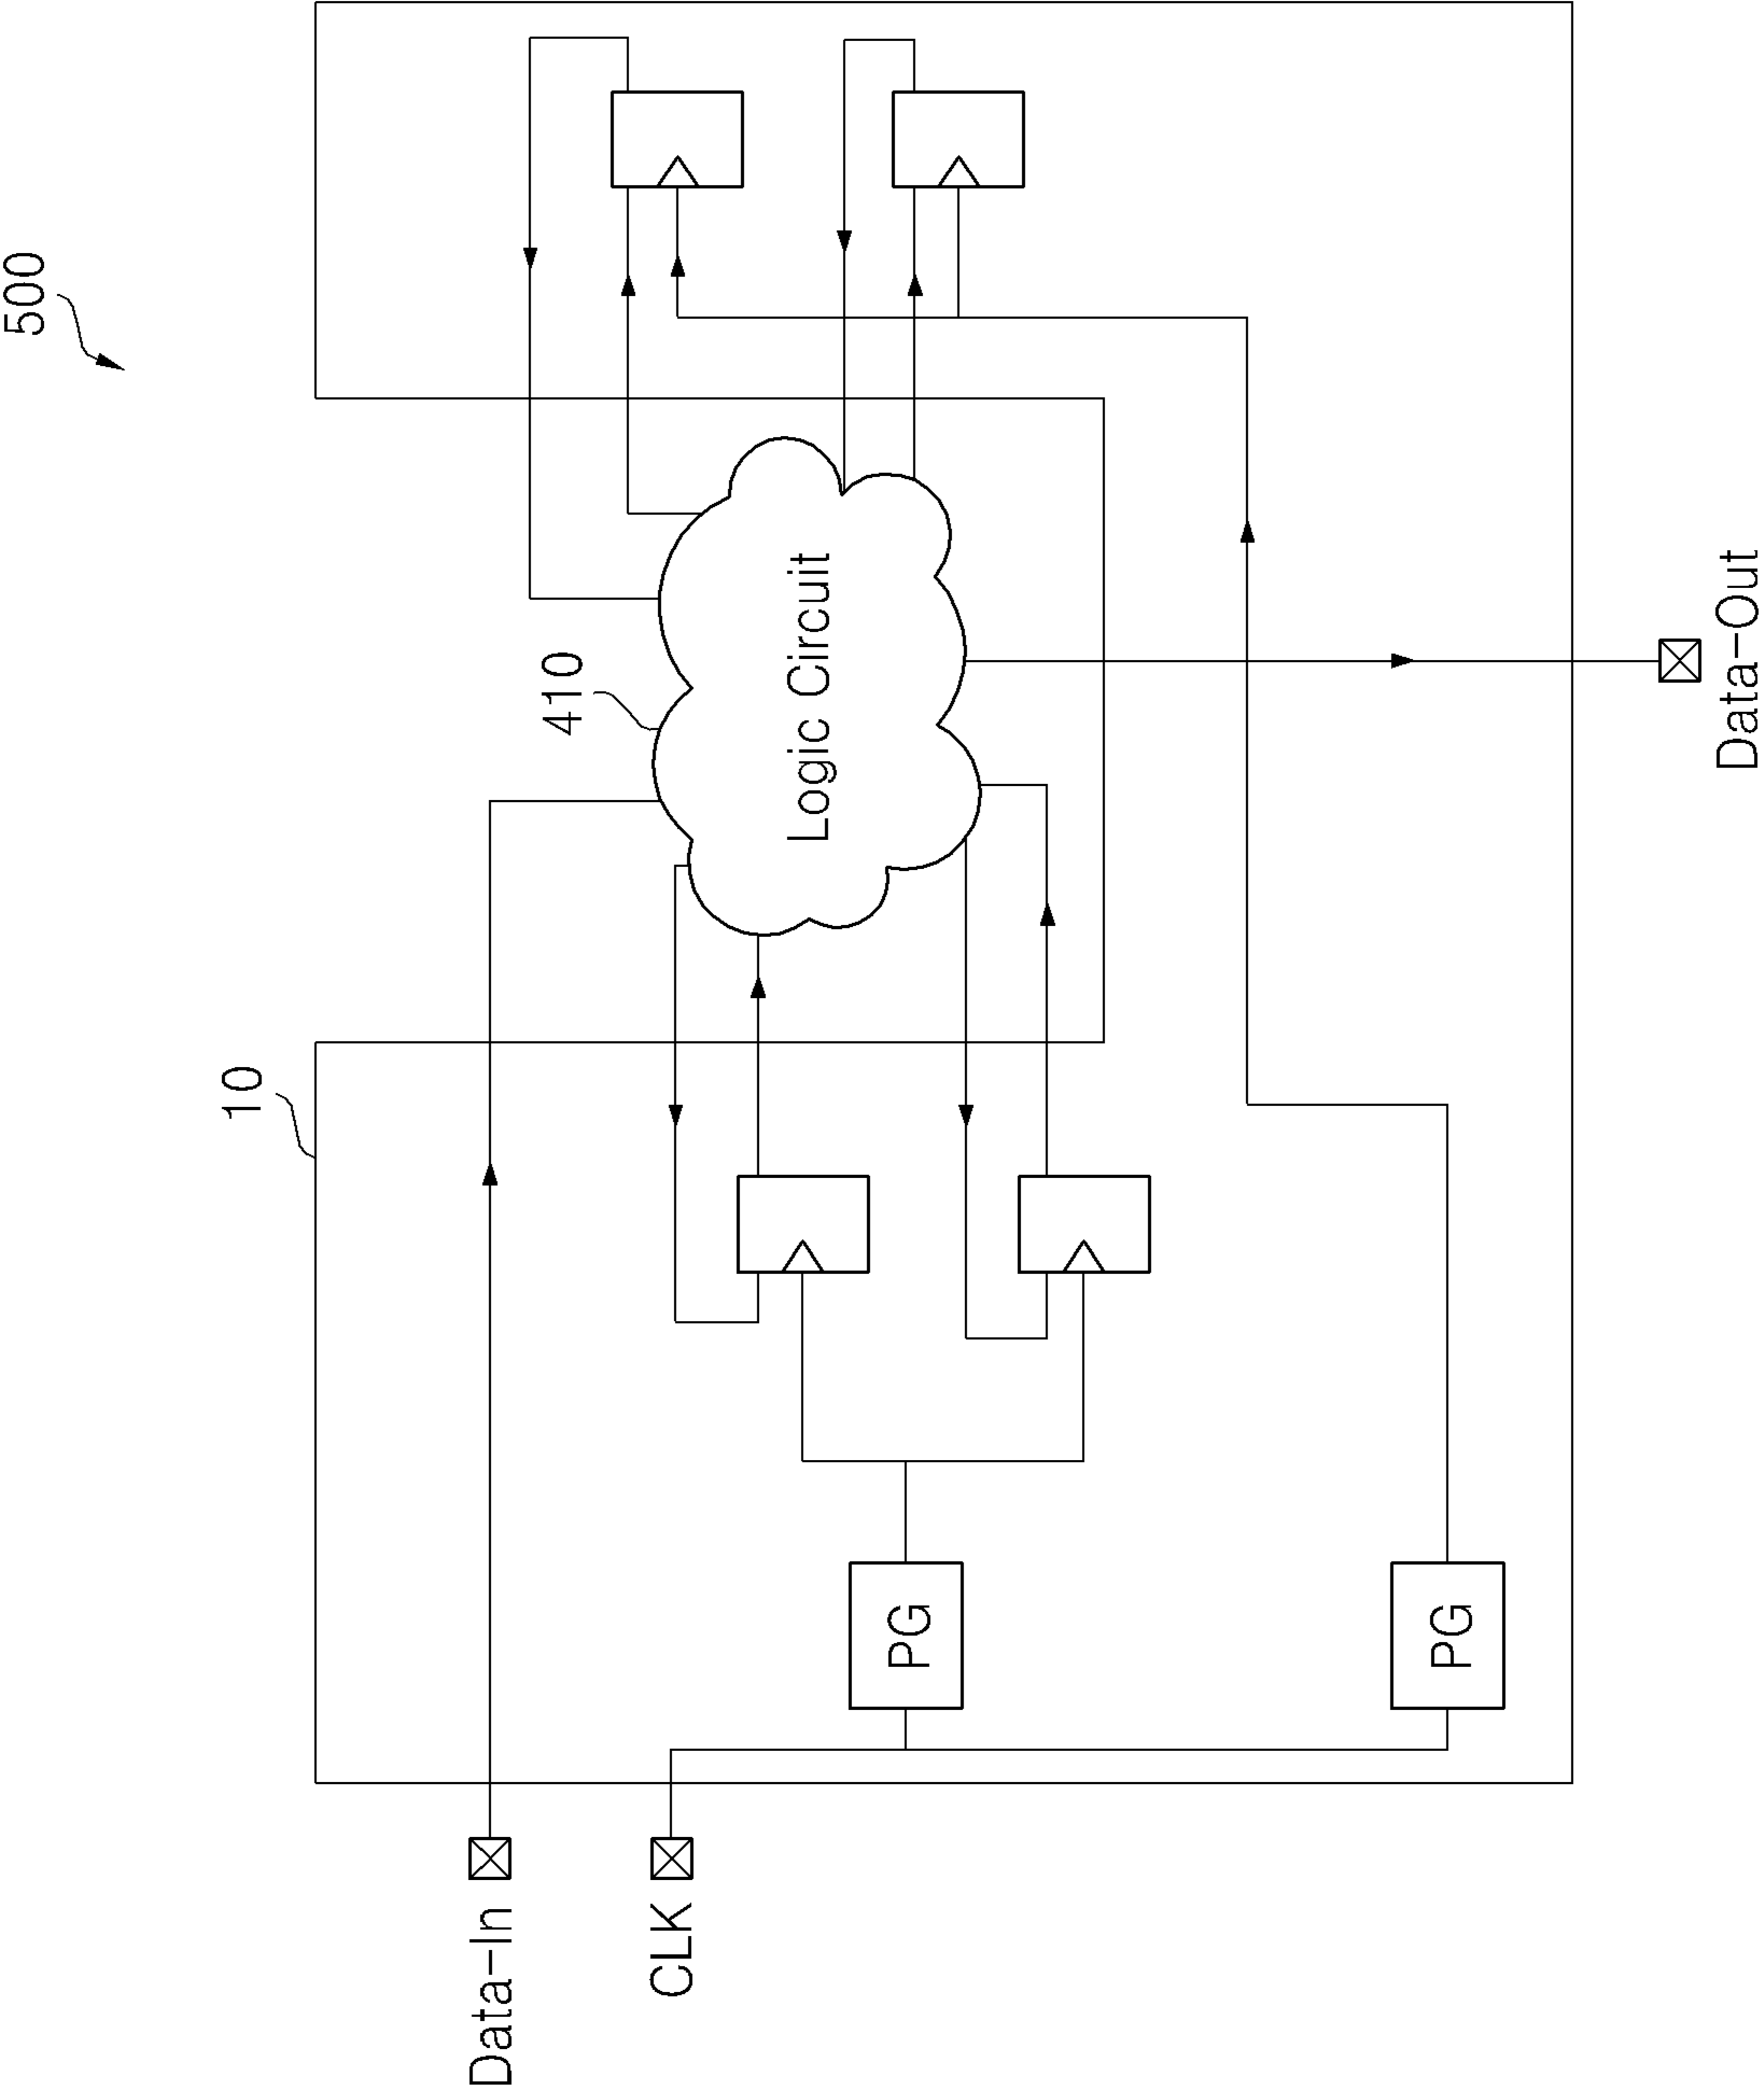 500
10
410
Logic Circuit
Data-In
CLK
PG
PG
Data-Out